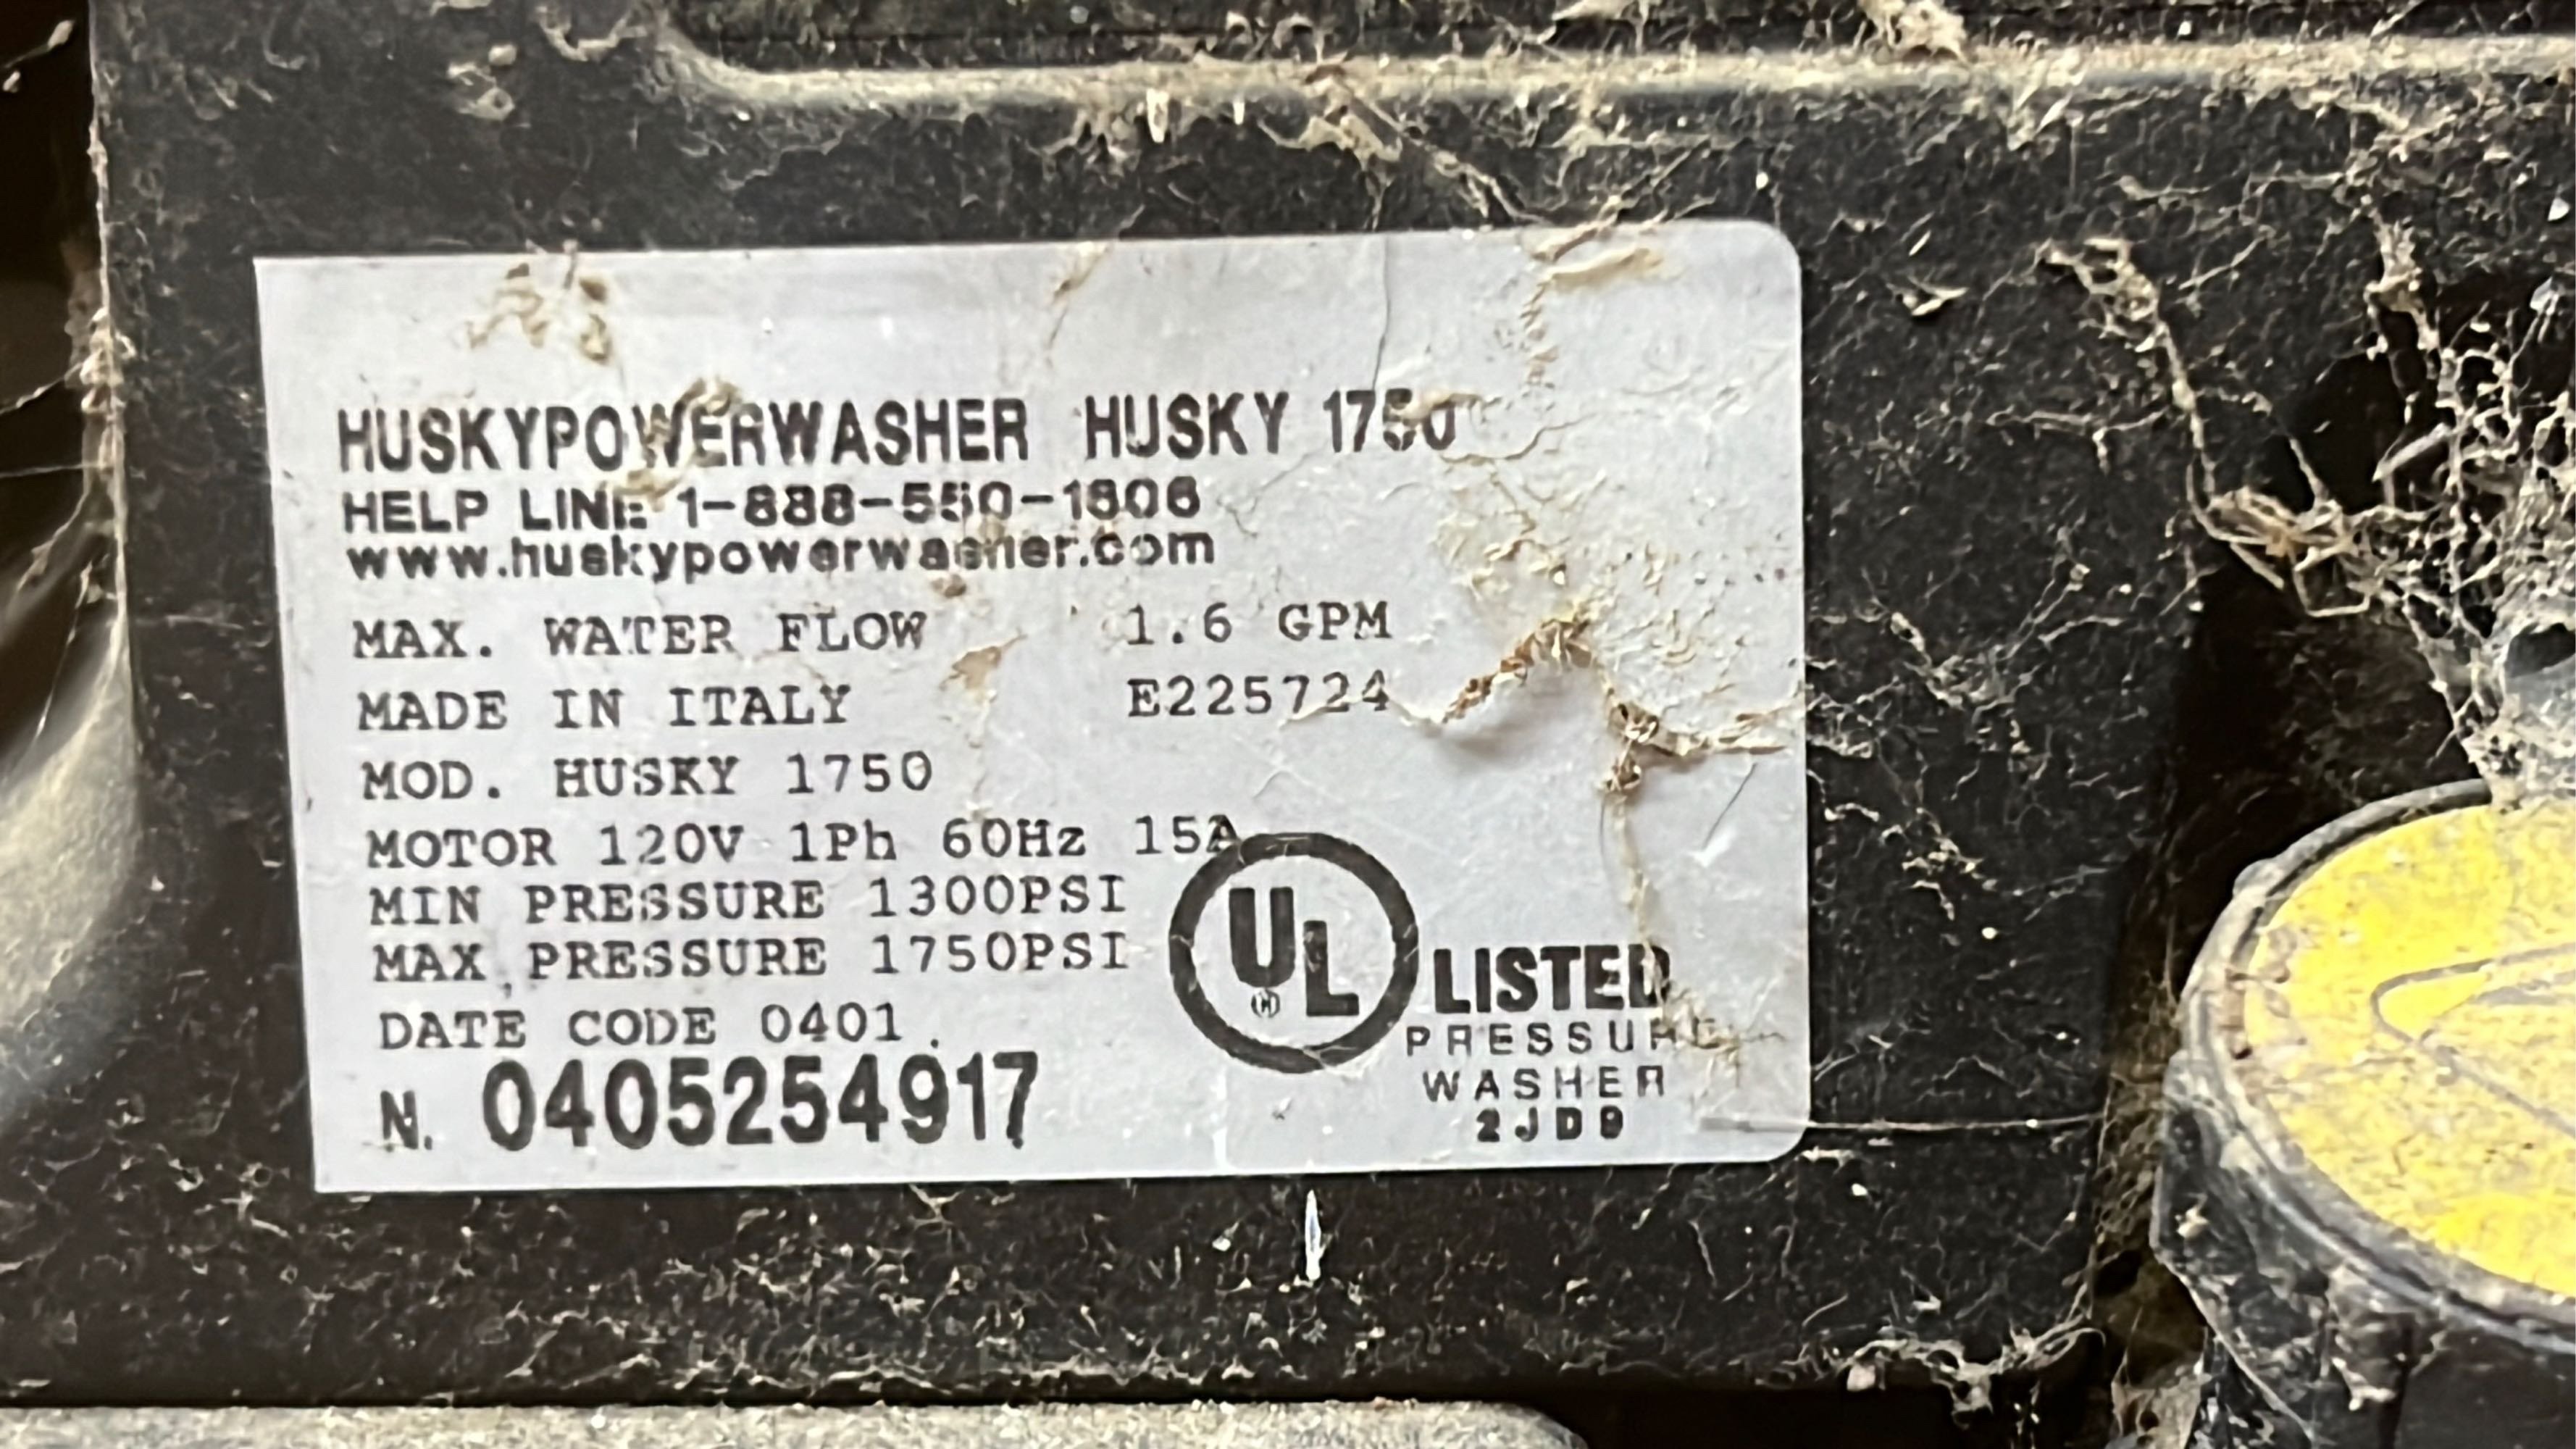 HUSKYPOWERWASHER HUSKY 1750
HELP LINE 1-888-550-1806
www.huskypowerwasher.com
MAX. WATER FLOW 1.6 GPM
MADE IN ITALY E225724
MOD. HUSKY 1750
MOTOR 120V 1Ph 60Hz 15A
MIN PRESSURE 1300PSI
MAX PRESSURE 1750PSI
DATE CODE 0401
N. 0405254917
UL
LISTED
PRESSURE
WASHER
2JD9